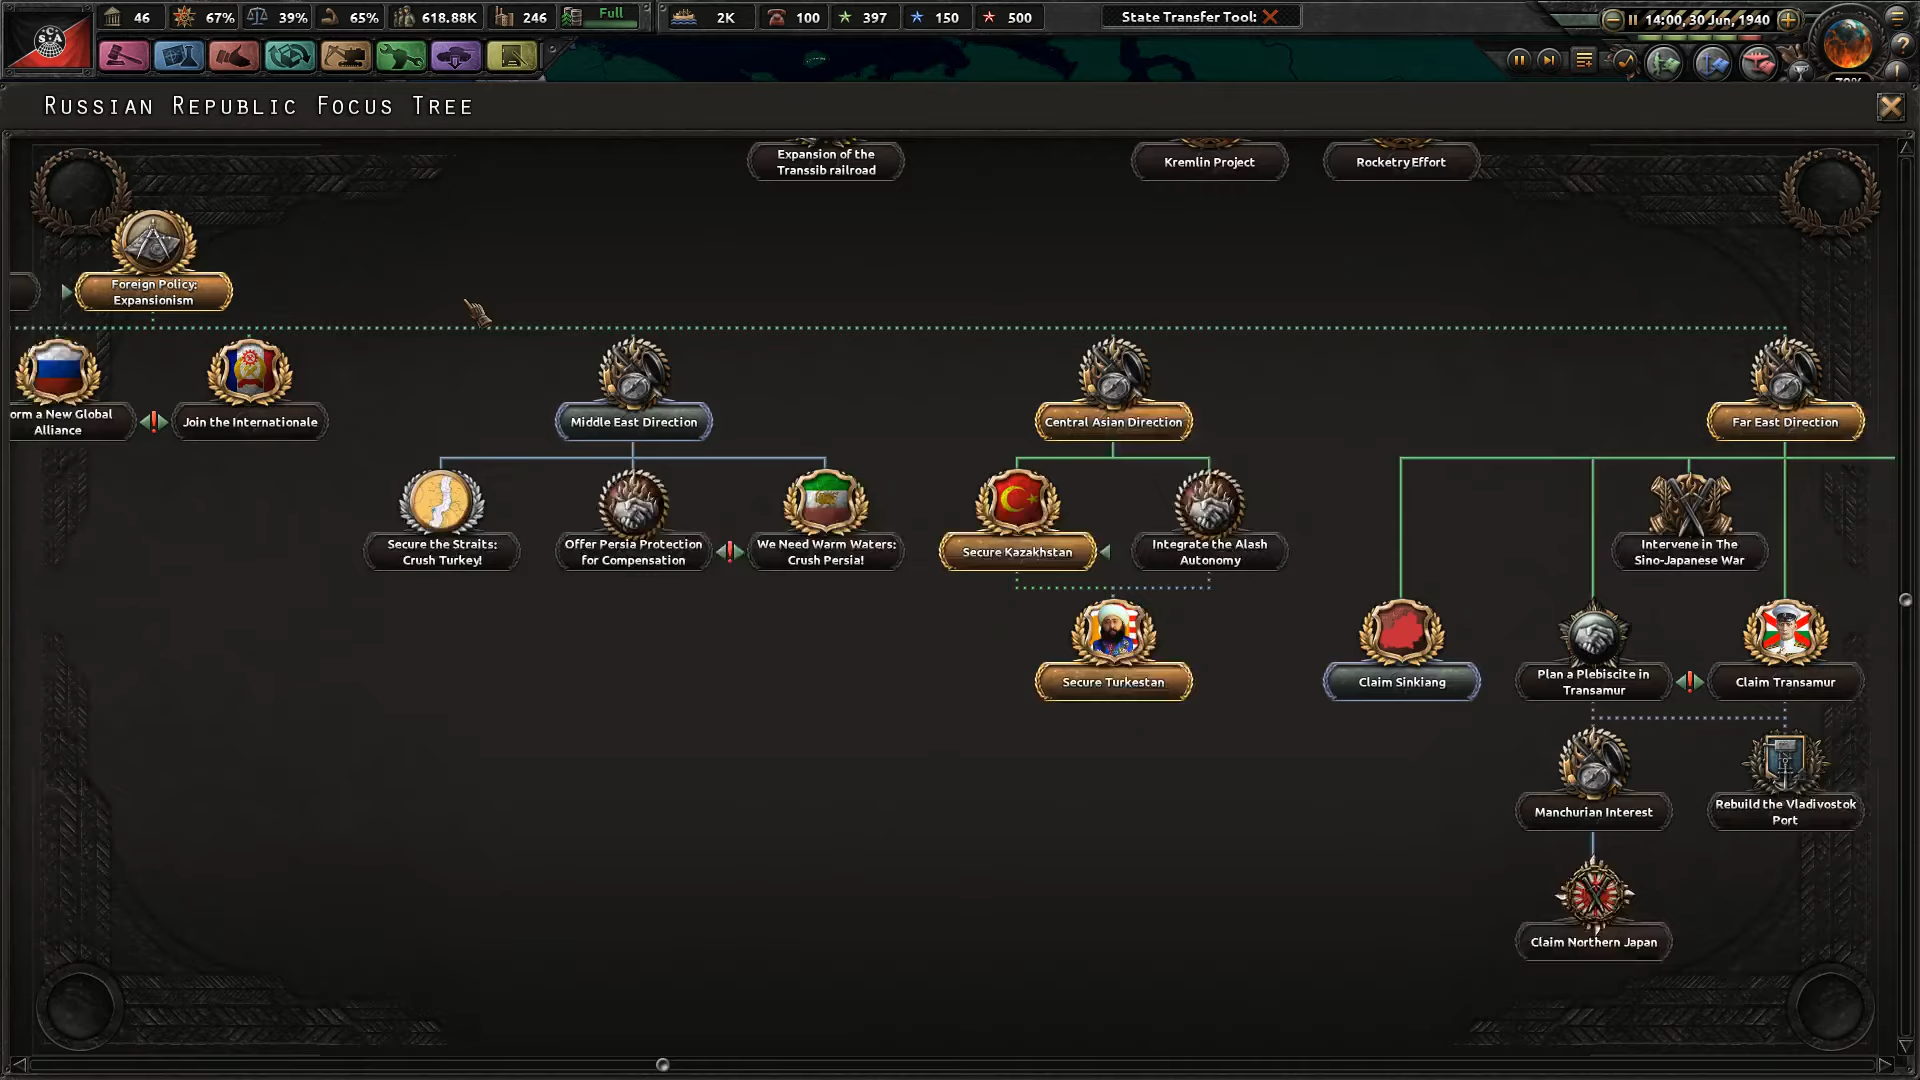 CSA
46
67%
39%
65%
618.88K
246
Full
2K
100
397
150
500
State Transfer Tool:
14:00, 30 Jun, 1940
Russian Republic Focus Tree
Expansion of the
Transsib railroad
Kremlin Project
Rocketry Effort
Foreign Policy:
Expansionism
orm a New Global
Alliance
Join the Internationale
Middle East Direction
Central Asian Direction
Far East Direction
Secure the Straits:
Crush Turkey!
Offer Persia Protection
for Compensation
We Need Warm Waters:
Crush Persia!
Secure Kazakhstan
Integrate the Alash
Autonomy
Intervene in The
Sino-Japanese War
Secure Turkestan
Claim Sinkiang
Plan a Plebiscite in
Transamur
Claim Transamur
Manchurian Interest
Rebuild the Vladivostok
Port
Claim Northern Japan